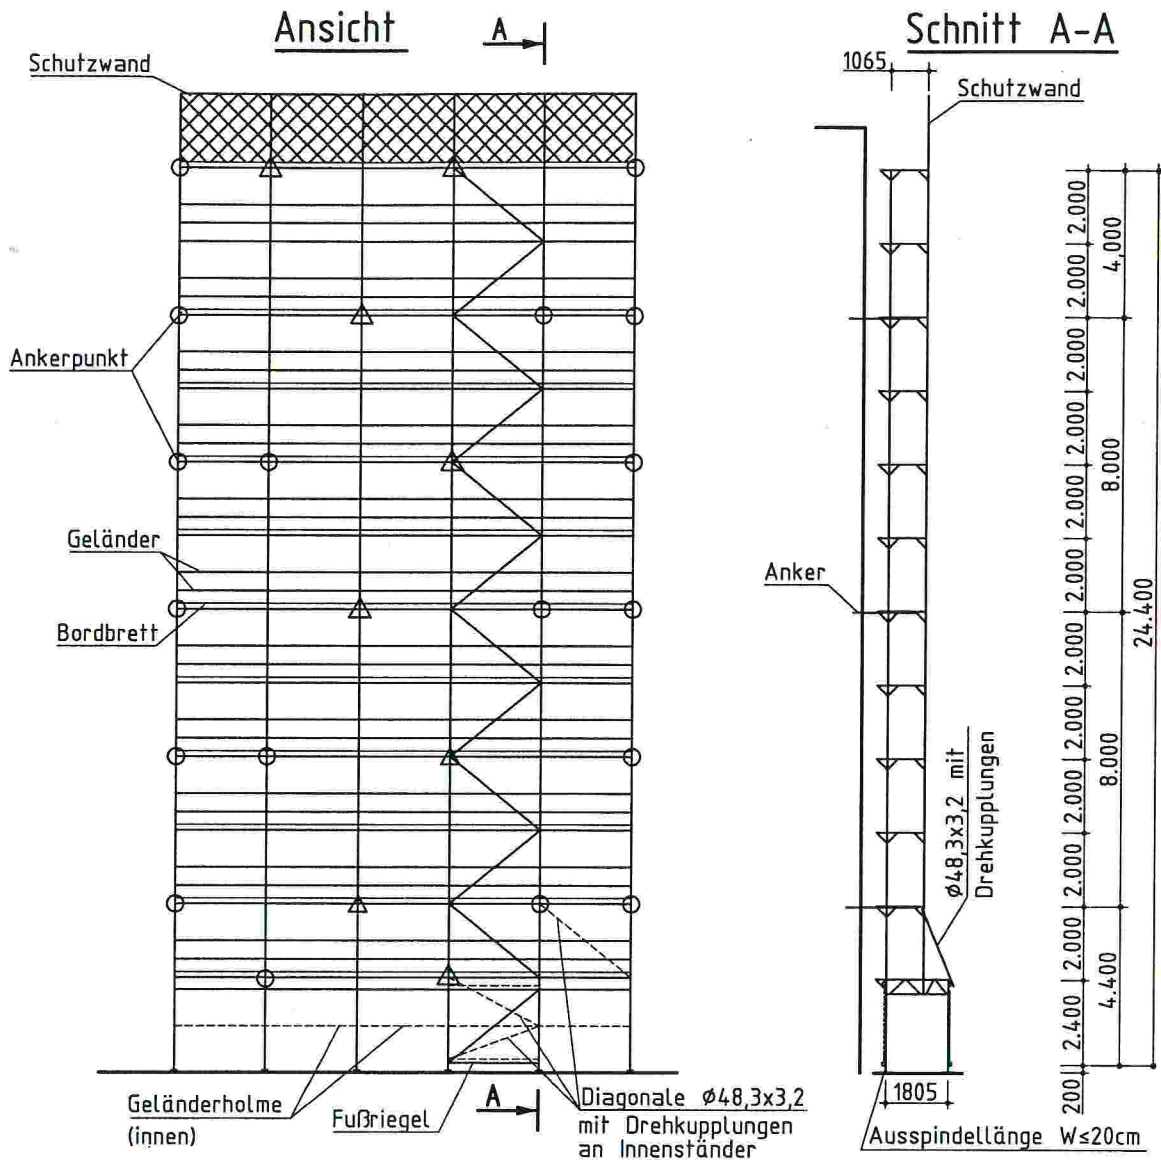 Ansicht
A
Schnitt A-A
Schutzwand
1065
Schutzwand
2.000
2.000
4,000
Ankerpunkt
2.000
2.000
2.000
2.000
8.000
Geländer
Bordbrett
Anker
24.400
2.000
2.000
2.000
2.000
8.000
ø48,3x3,2 mit
Drehkupplungen
2.000
2.400
4.400
200
Geländerholme
(innen)
Fußriegel
A
Diagonale ø48,3x3,2
mit Drehkupplungen
an Innenständer
1805
Ausspindellänge W≤20cm